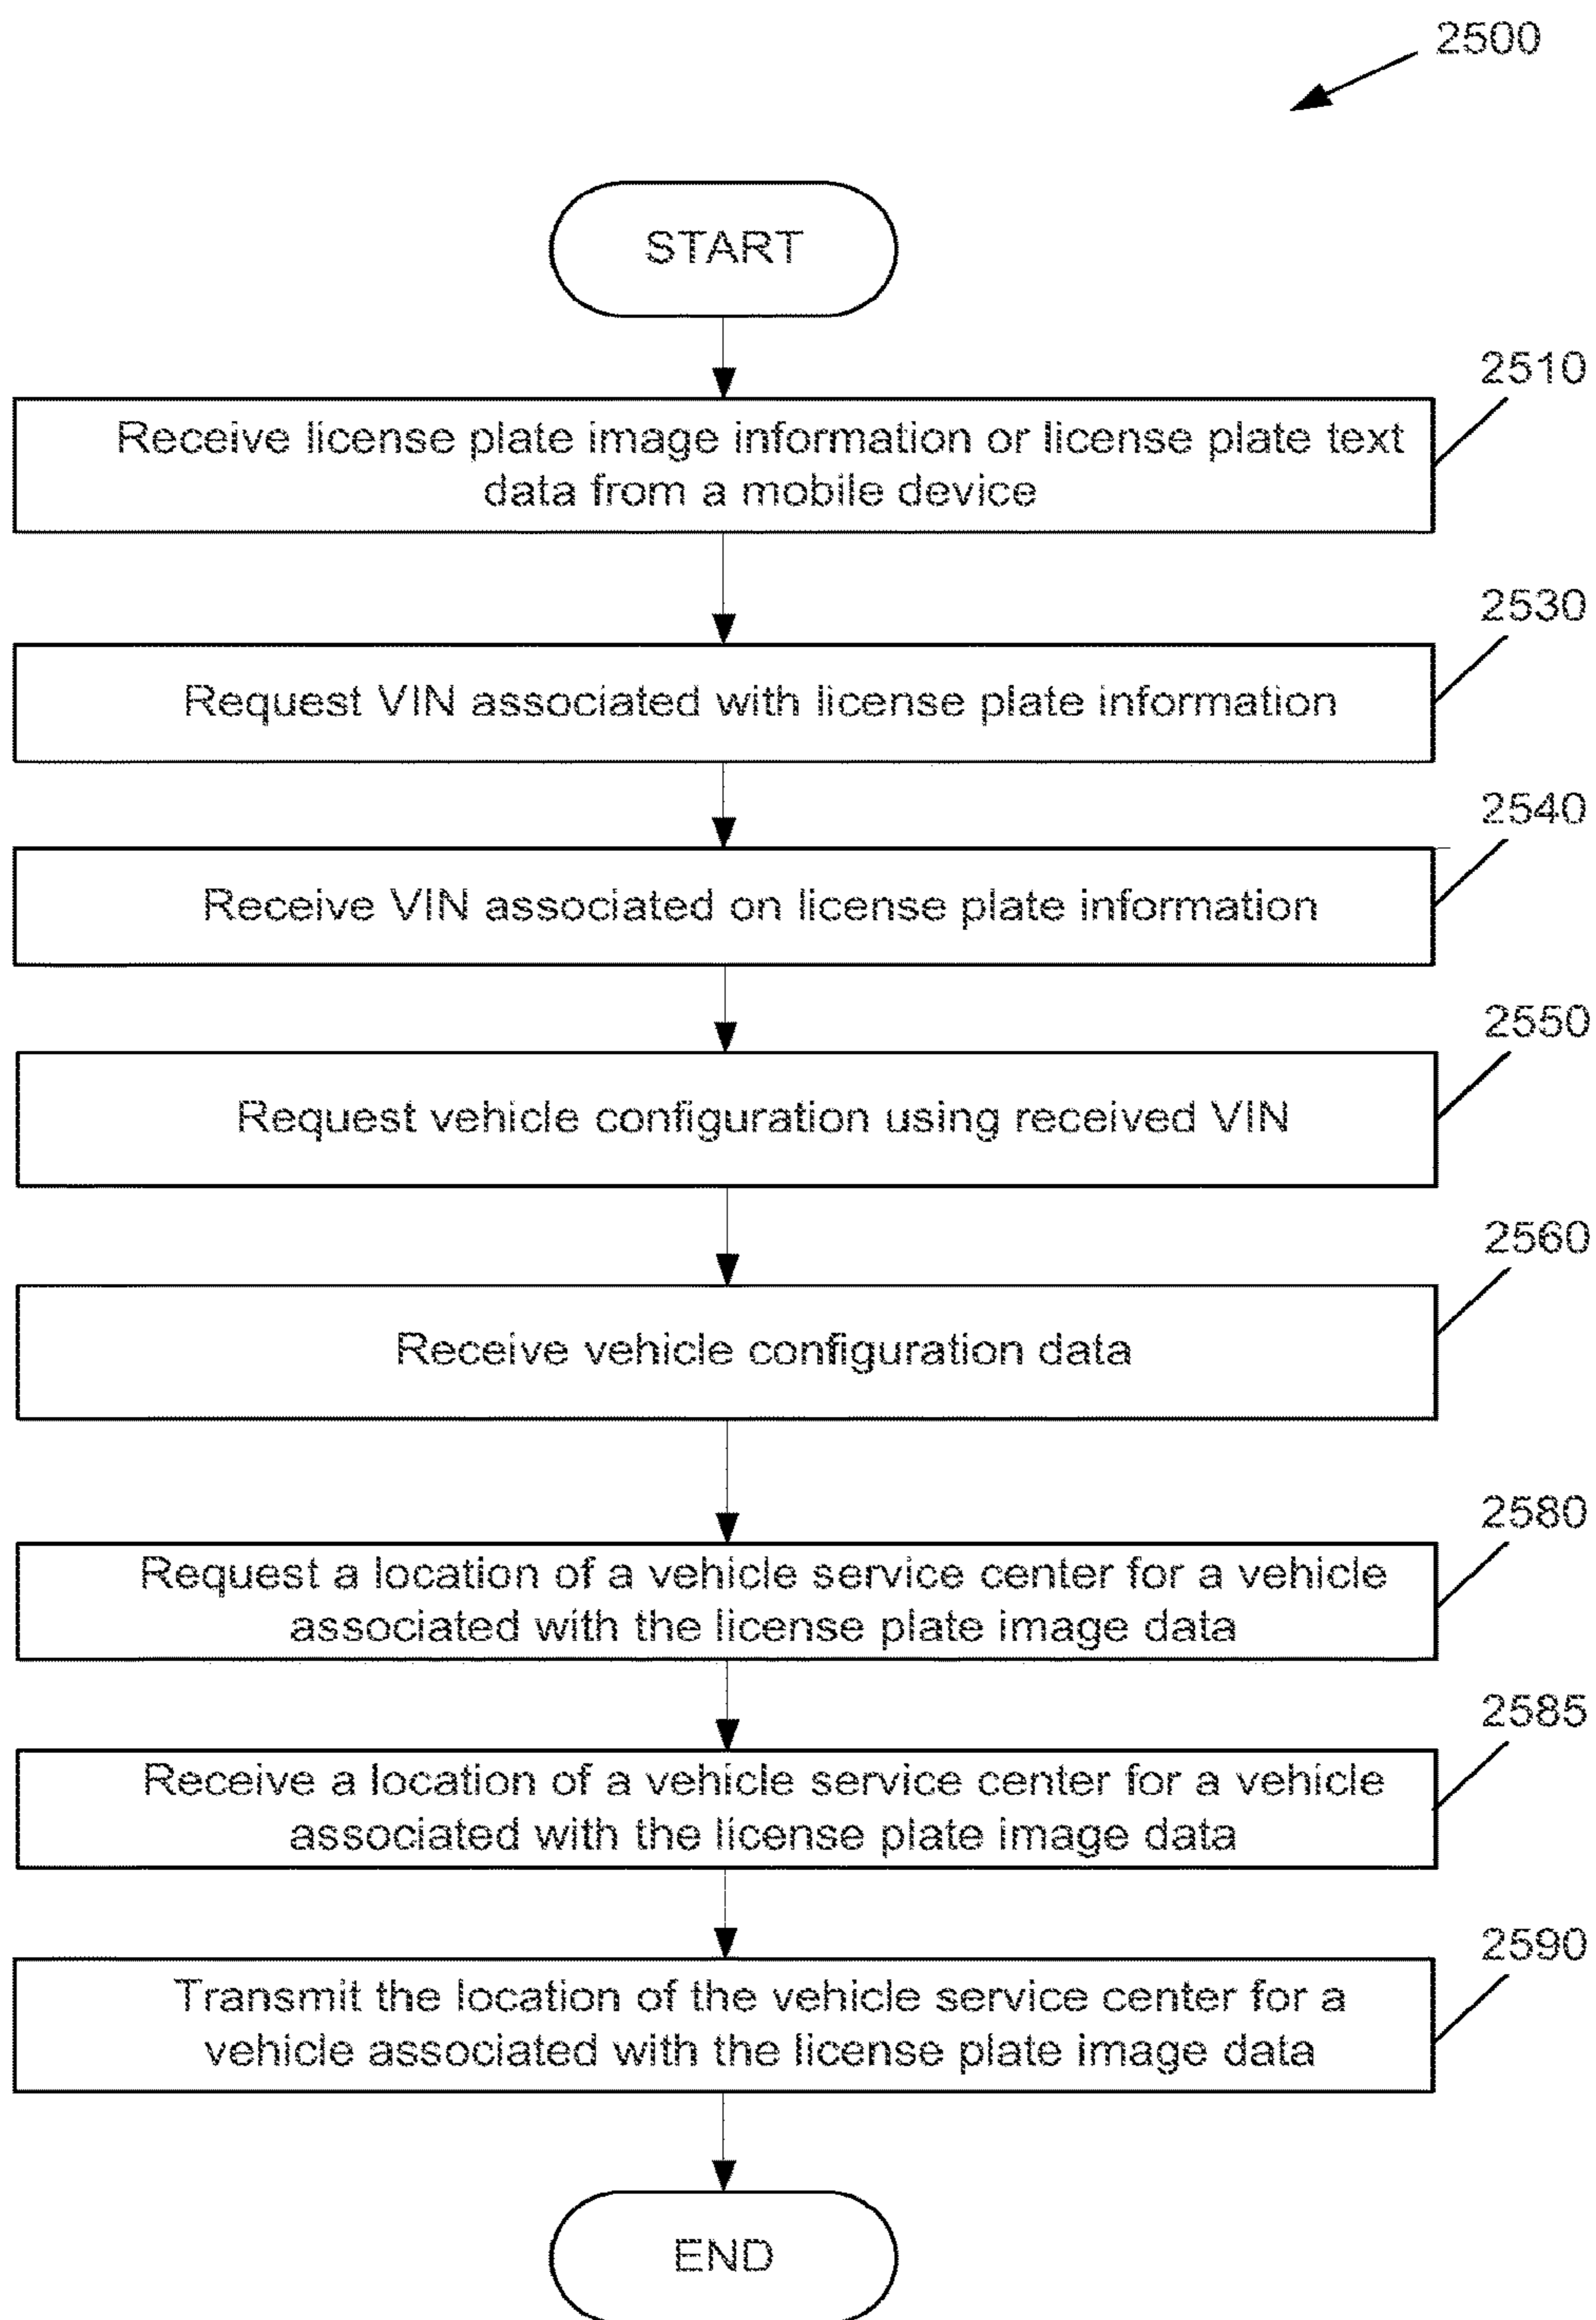 2500
START
2510
Receive license plate image information or license plate text
data from a mobile device
2530
Request VIN associated with license plate information
2540
Receive VIN associated on license plate information
2550
Request vehicle configuration using received VIN
2560
Receive vehicle configuration data
2580
Request a location of a vehicle service center for a vehicle
associated with the license plate image data
2585
Receive a location of a vehicle service center for a vehicle
associated with the license plate image data
2590
Transmit the location of the vehicle service center for a
vehicle associated with the license plate image data
END